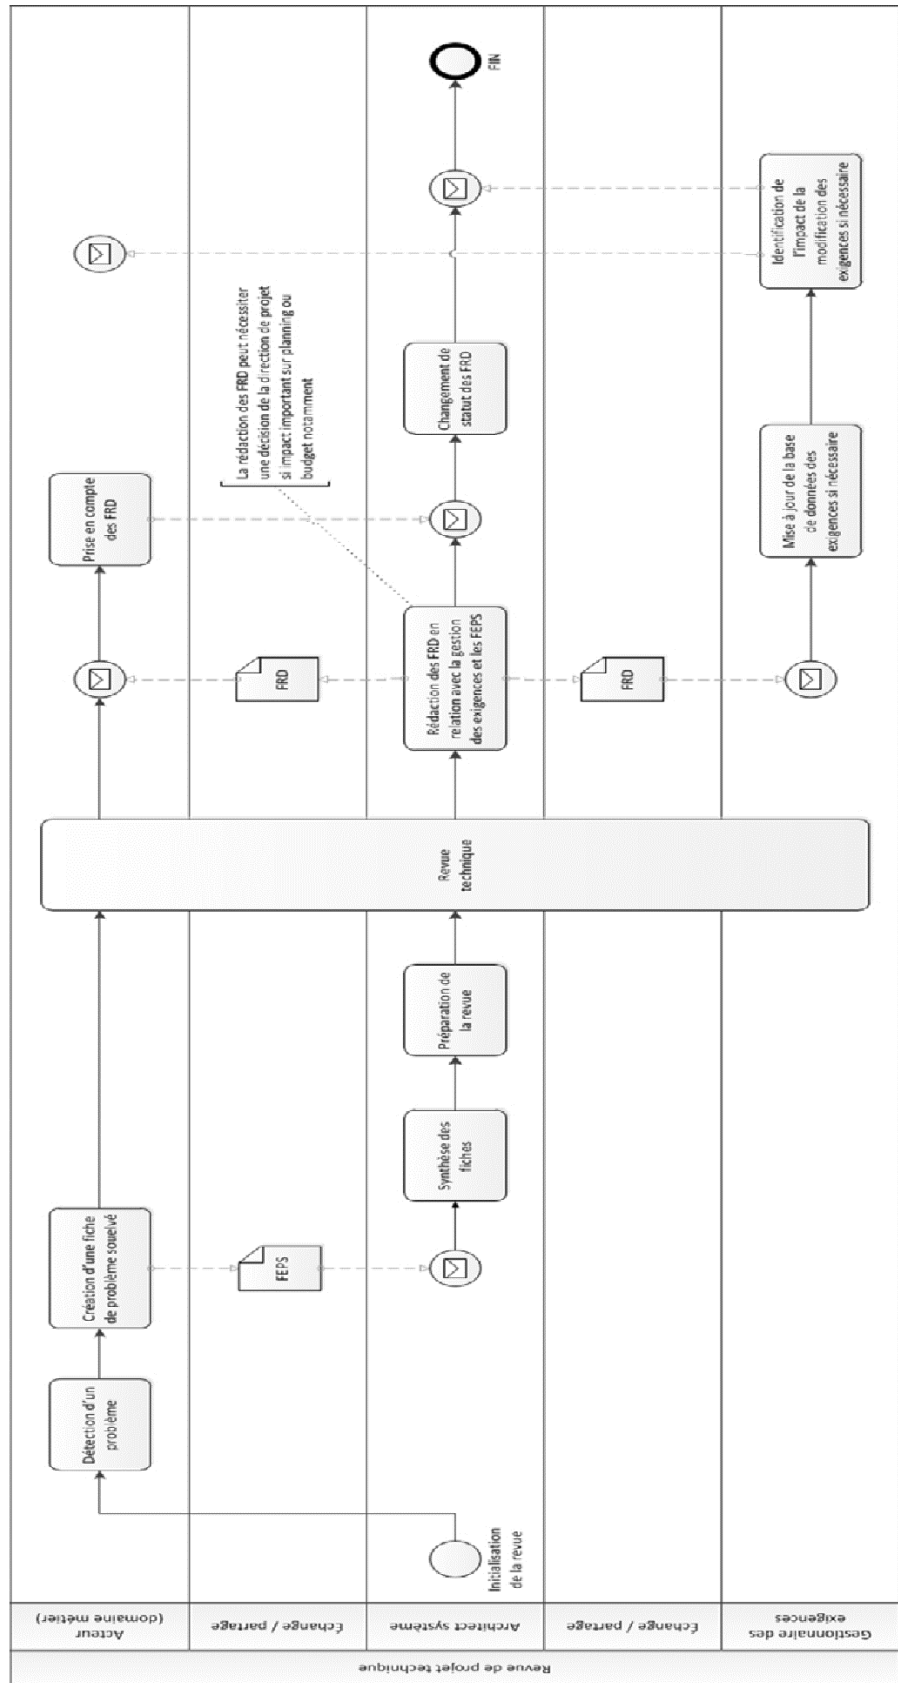 Revue de projet technique
Acteur
(domaine métier)
Échange / partage
Architect système
Échange / partage
Gestionnaire des
exigences
Initialisation
de la revue
Détection d'un
problème
Création d'une fiche
de problème souelvé
FEPS
Synthèse des
fiches
Préparation de
la revue
Revue
technique
FRD
Rédaction des FRD en
relation avec la gestion
des exigences et les FEPS
FRD
Prise en compte
des FRD
La rédaction des FRD peut nécessiter
une décision de la direction de projet
si impact important sur planning ou
budget notamment
Changement de
statut des FRD
Mise à jour de la base
de données des
exigences si nécessaire
Identification de
l'impact de la
modification des
exigences si nécessaire
FIN